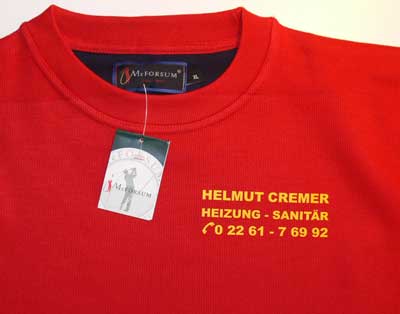 McFORSUM®
XL
McFORSUM
HELMUT CREMER
HEIZUNG - SANITÄR
✆0 22 61 - 7 69 92